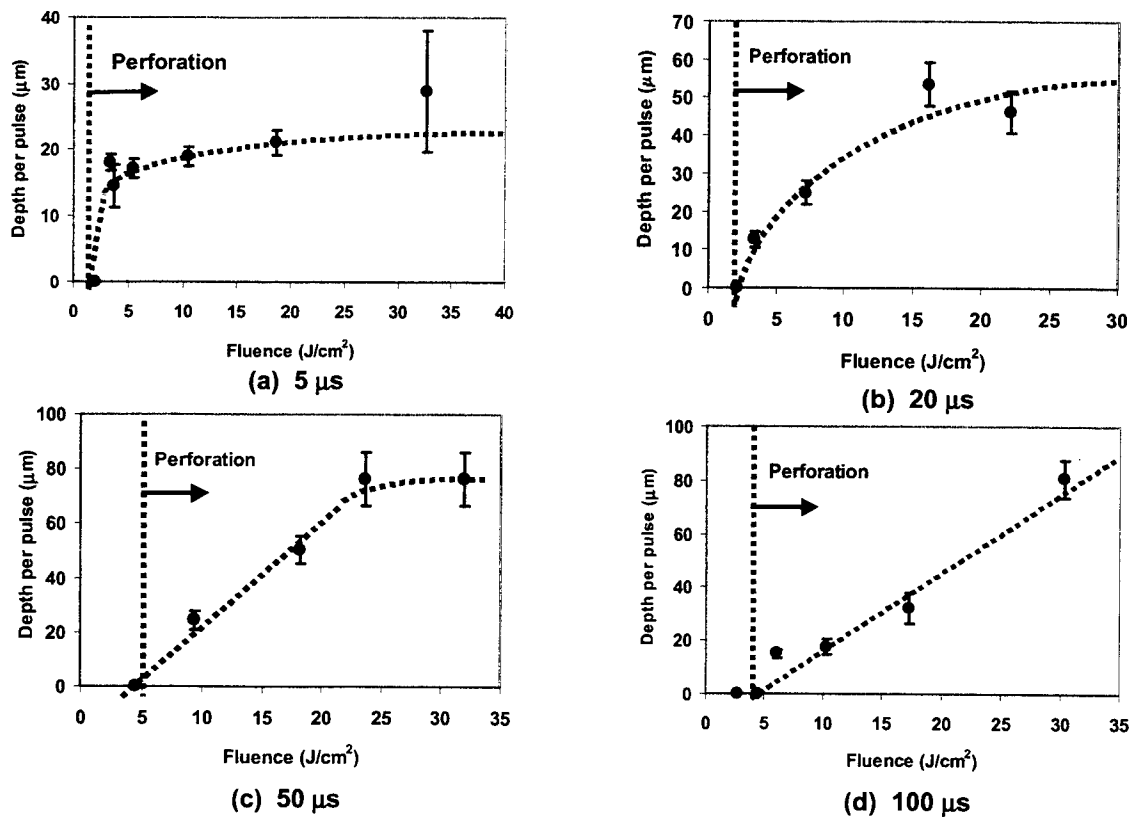 Depth per pulse (μm)
40
30
20
10
0
Perforation
0 5 10 15 20 25 30 35 40
Fluence (J/cm²)
(a) 5 μs
Depth per pulse (μm)
70
60
50
40
30
20
10
0
Perforation
0 5 10 15 20 25 30
Fluence (J/cm²)
(b) 20 μs
Depth per pulse (μm)
100
80
60
40
20
0
Perforation
0 5 10 15 20 25 30 35
Fluence (J/cm²)
(c) 50 μs
Depth per pulse (μm)
100
80
60
40
20
0
Perforation
0 5 10 15 20 25 30 35
Fluence (J/cm²)
(d) 100 μs